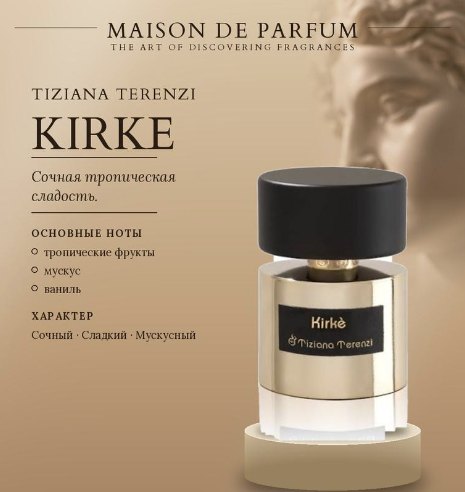 MAISON DE PARFUM
THE ART OF DISCOVERING FRAGRANCES
TIZIANA TERENZI
KIRKE
Сочная тропическая
сладость.
ОСНОВНЫЕ НОТЫ
тропические фрукты
мускус
ваниль
ХАРАКТЕР
Сочный · Сладкий · Мускусный
Kirkè
Tiziana Terenzi